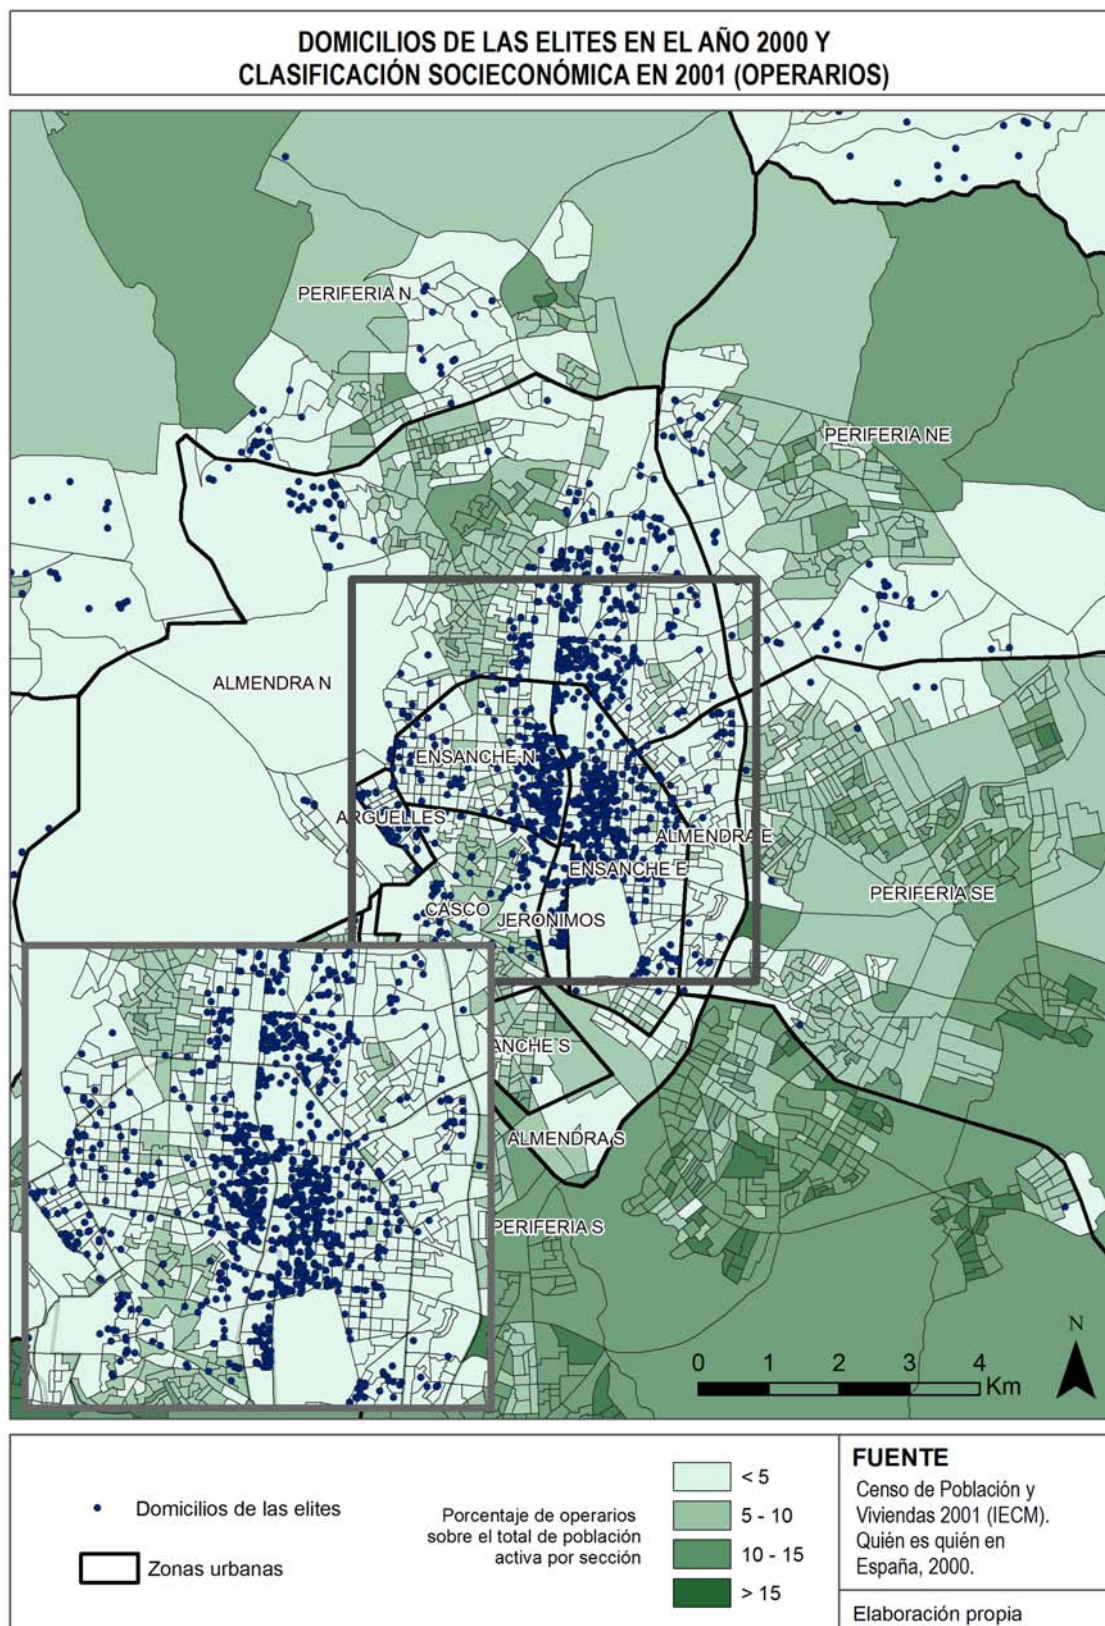 DOMICILIOS DE LAS ELITES EN EL AÑO 2000 Y
CLASIFICACIÓN SOCIECONÓMICA EN 2001 (OPERARIOS)
PERIFERIA N
PERIFERIA NE
ALMENDRA N
ENSANCHE N
ARGUELLES
ALMENDRA E
ENSANCHE E
PERIFERIA SE
CASCO
JERONIMOS
ANCHE S
ALMENDRA S
PERIFERIA S
N
0 1 2 3 4
Km
Domicilios de las elites
Zonas urbanas
Porcentaje de operarios
sobre el total de población
activa por sección
< 5
5 - 10
10 - 15
> 15
FUENTE
Censo de Población y
Viviendas 2001 (IECM).
Quién es quién en
España, 2000.
Elaboración propia